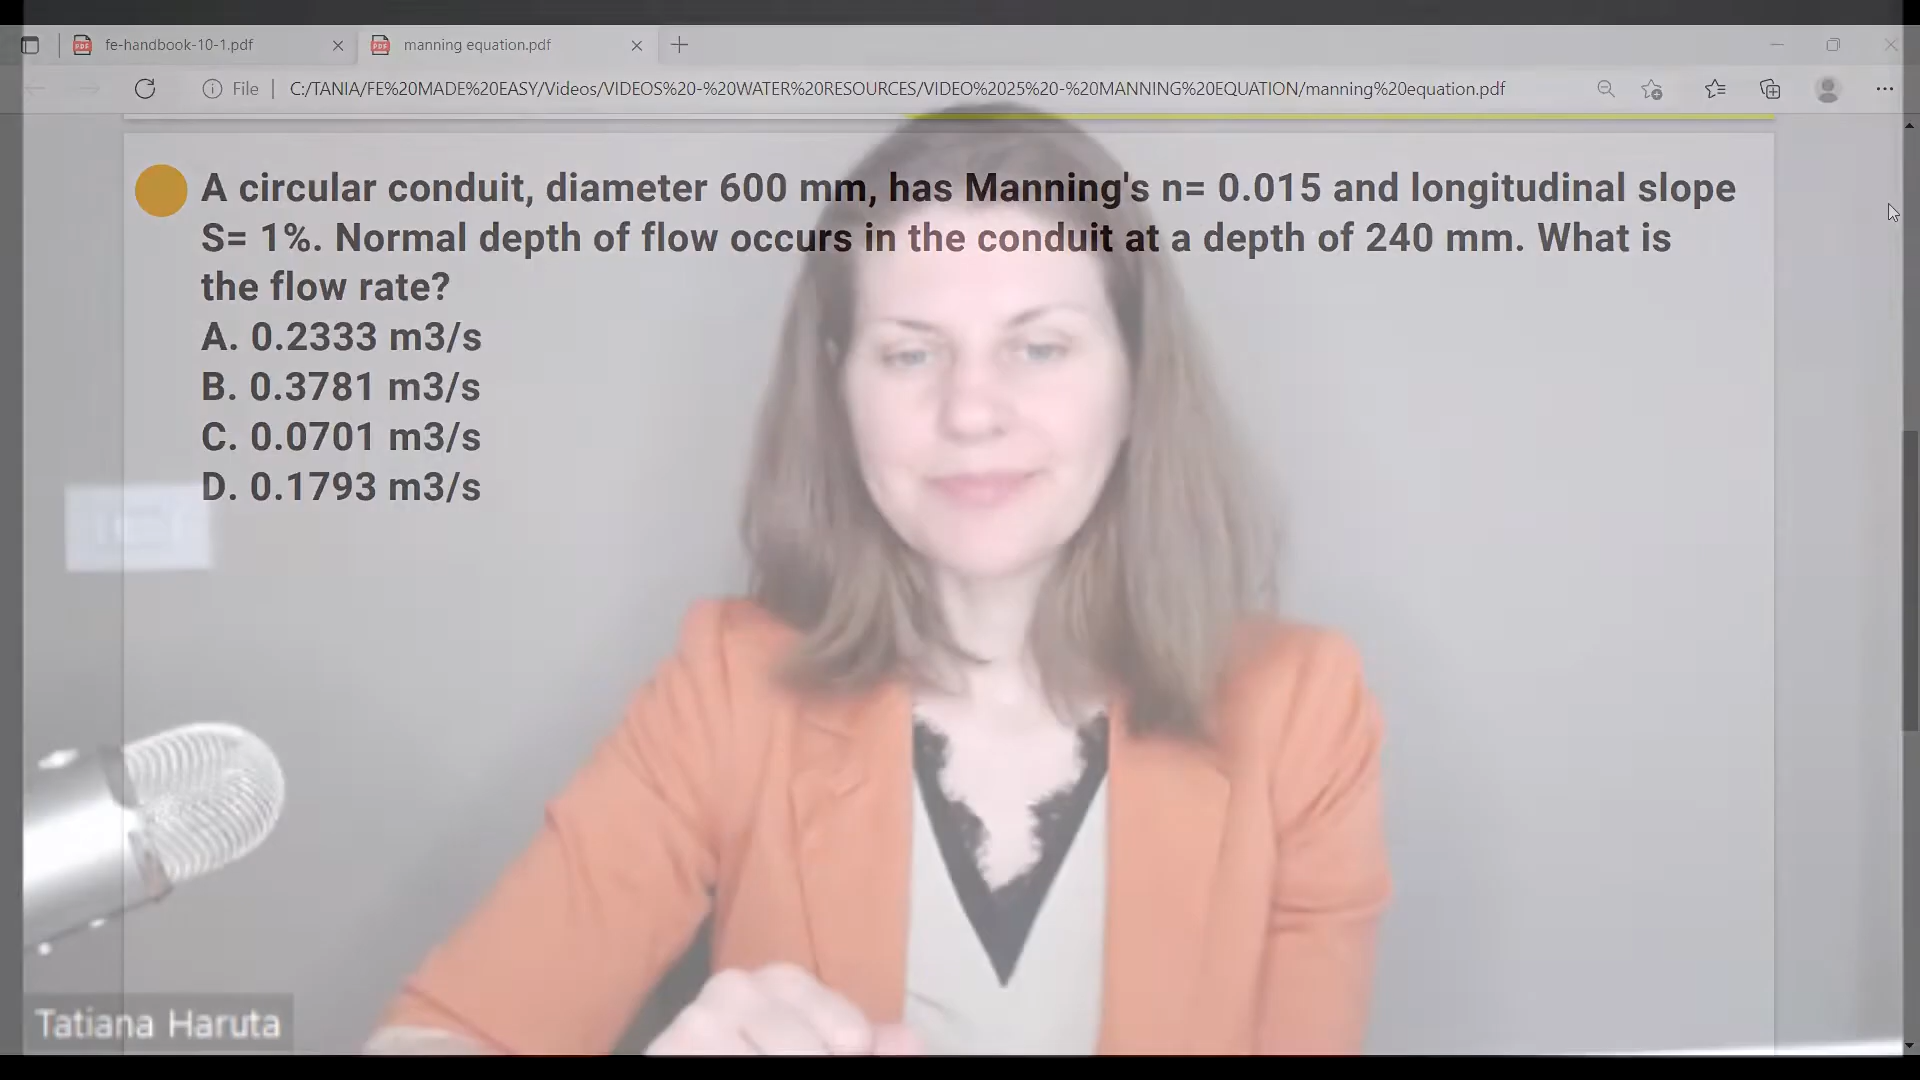 fe-handbook-10-1.pdf
manning equation.pdf
File
C:/TANIA/FE%20MADE%20EASY/Videos/VIDEOS%20-%20WATER%20RESOURCES/VIDEO%2025%20-%20MANNING%20EQUATION/manning%20equation.pdf
A circular conduit, diameter 600 mm, has Manning's n= 0.015 and longitudinal slope
S= 1%. Normal depth of flow occurs in the conduit at a depth of 240 mm. What is
the flow rate?
A. 0.2333 m3/s
B. 0.3781 m3/s
C. 0.0701 m3/s
D. 0.1793 m3/s
Tatiana Haruta